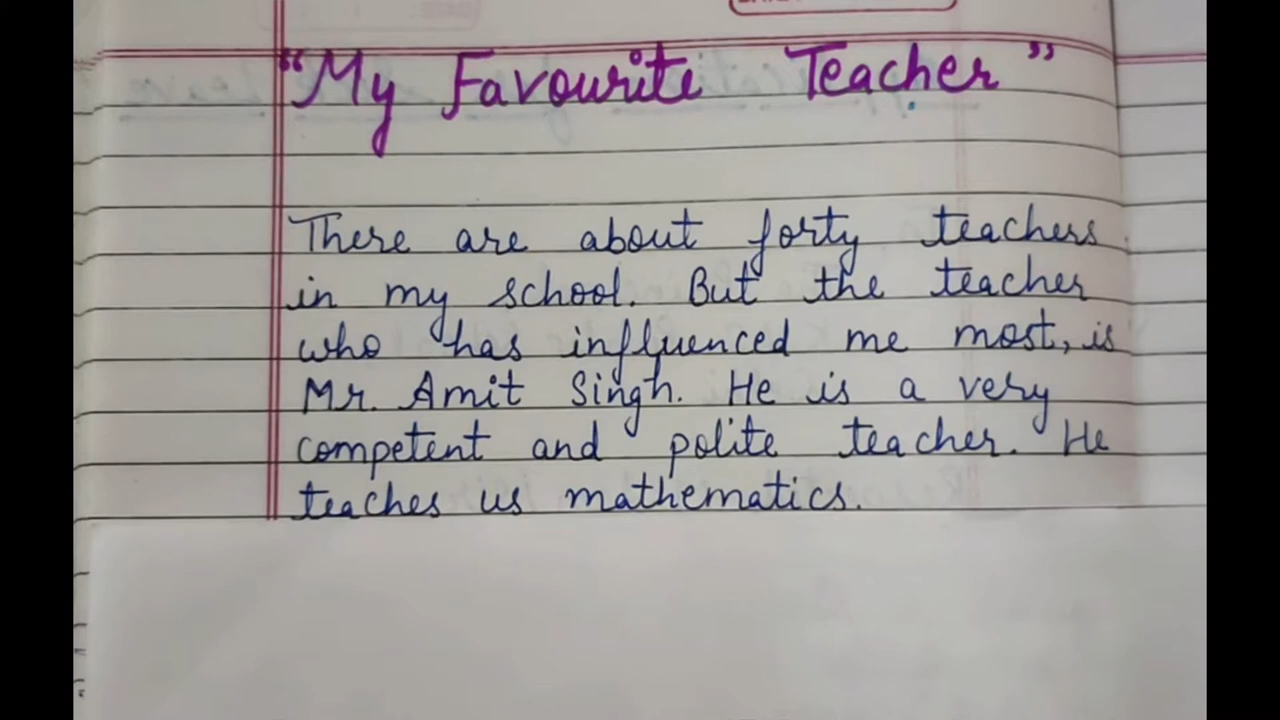 "My Favourite Teacher"
There are about forty teachers
in my school. But the teacher
who has influenced me most, is
Mr. Amit Singh. He is a very
competent and polite teacher. He
teaches us mathematics.